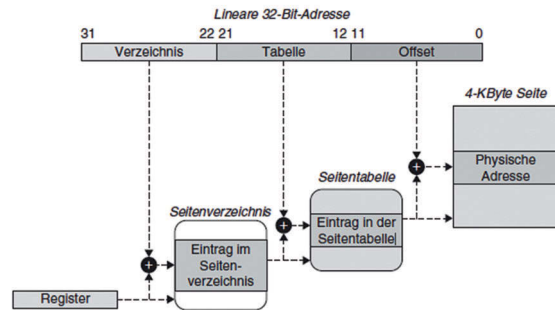 Lineare 32-Bit-Adresse
31 22 21 12 11 0
Verzeichnis Tabelle Offset
4-KByte Seite
Physische
Adresse
Seitentabelle
Eintrag in der
Seitentabelle
Seitenverzeichnis
Eintrag im
Seiten-
verzeichnis
Register